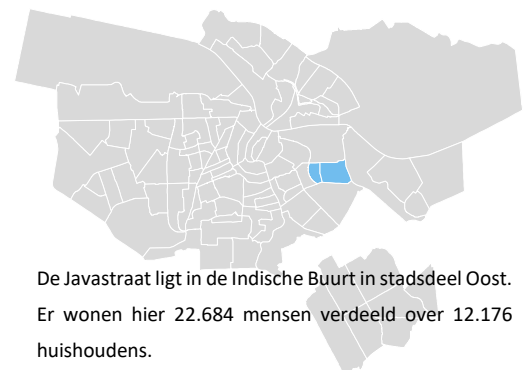 De Javastraat ligt in de Indische Buurt in stadsdeel Oost.
Er wonen hier 22.684 mensen verdeeld over 12.176
huishoudens.